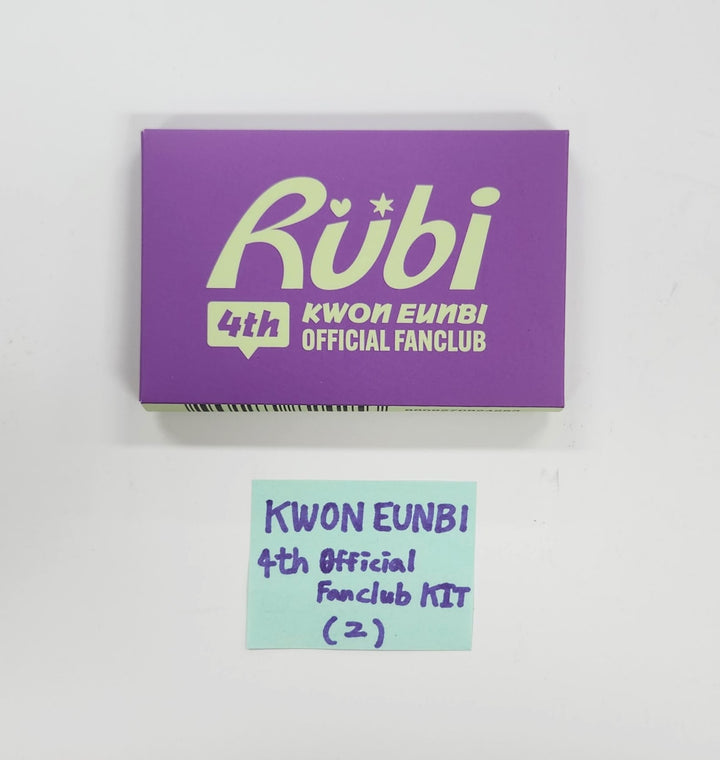 Rubi
4th KWON EUNBI
OFFICIAL FANCLUB
KWON EUNBI
4th Official
Fanclub KIT
(2)